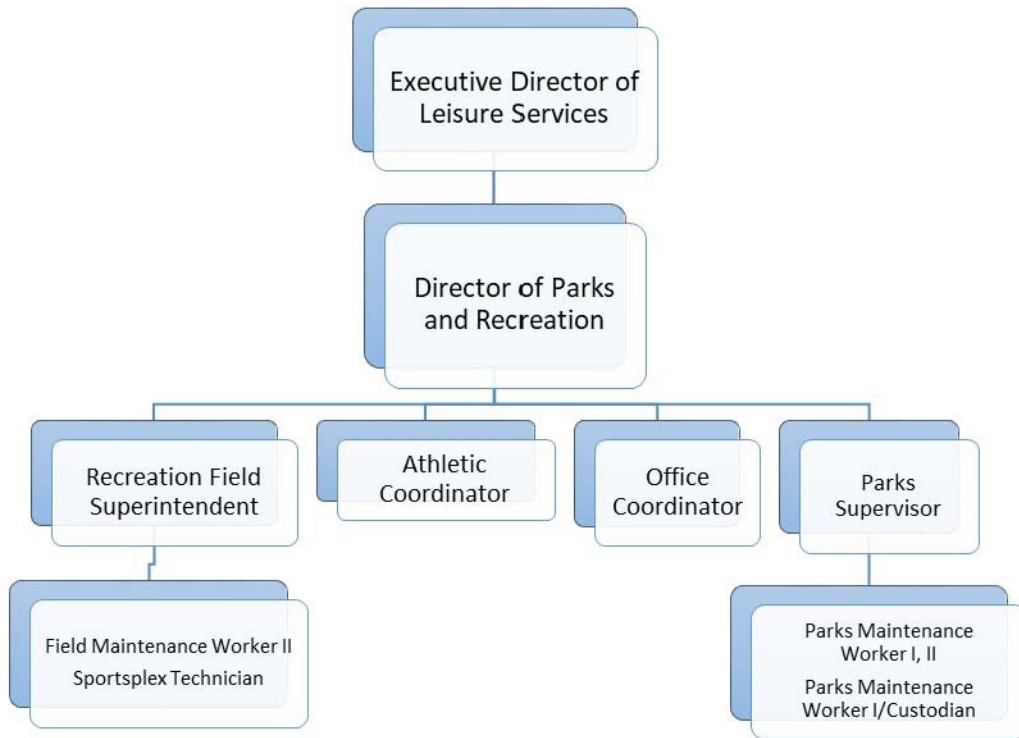 Executive Director of
Leisure Services
Director of Parks
and Recreation
Recreation Field
Superintendent
Athletic
Coordinator
Office
Coordinator
Parks
Supervisor
Field Maintenance Worker II
Sportsplex Technician
Parks Maintenance
Worker I, II
Parks Maintenance
Worker I/Custodian